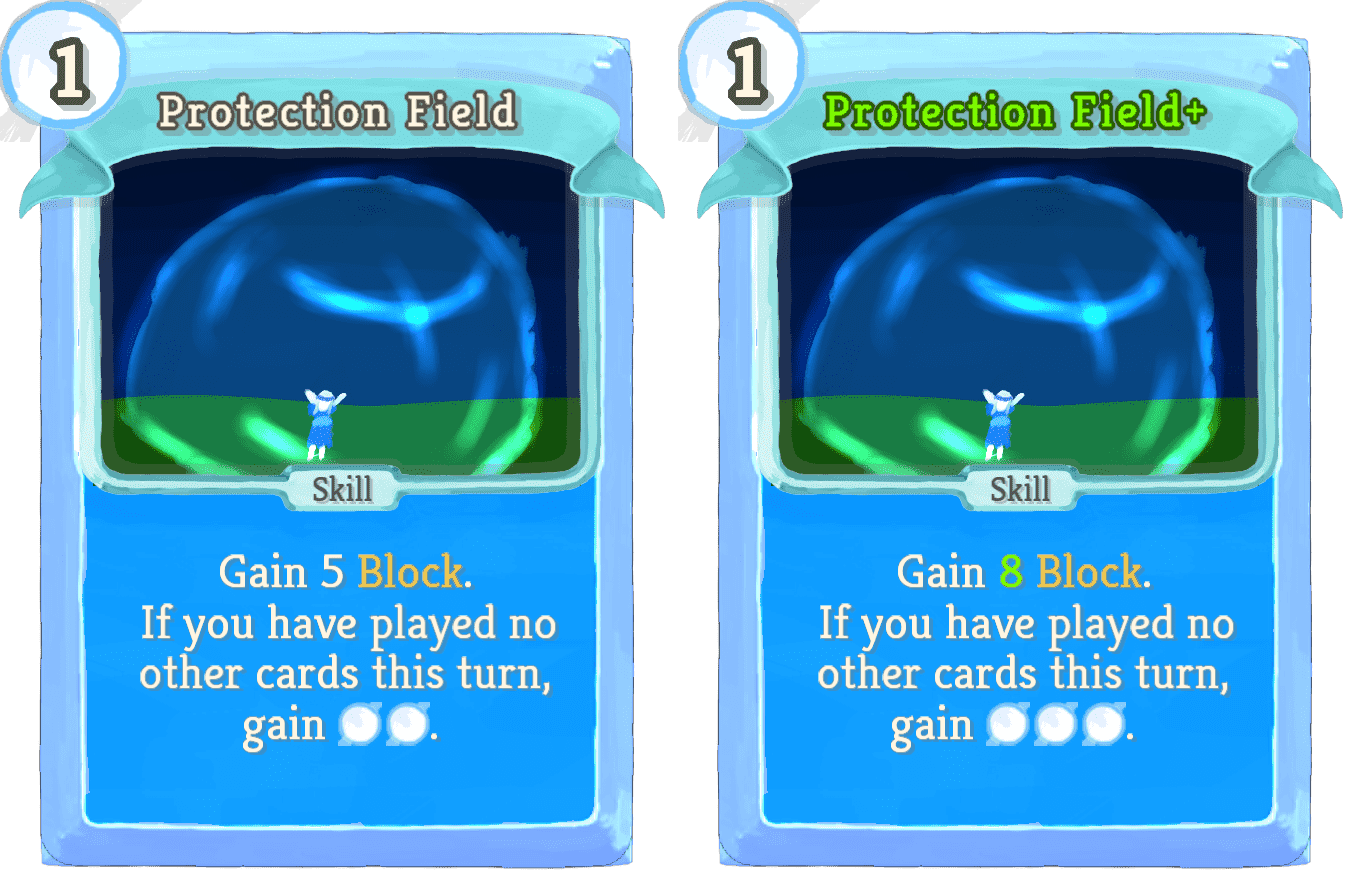 1
Protection Field
Skill
Gain 5 Block.
If you have played no
other cards this turn,
gain .
1
Protection Field+
Skill
Gain 8 Block.
If you have played no
other cards this turn,
gain .